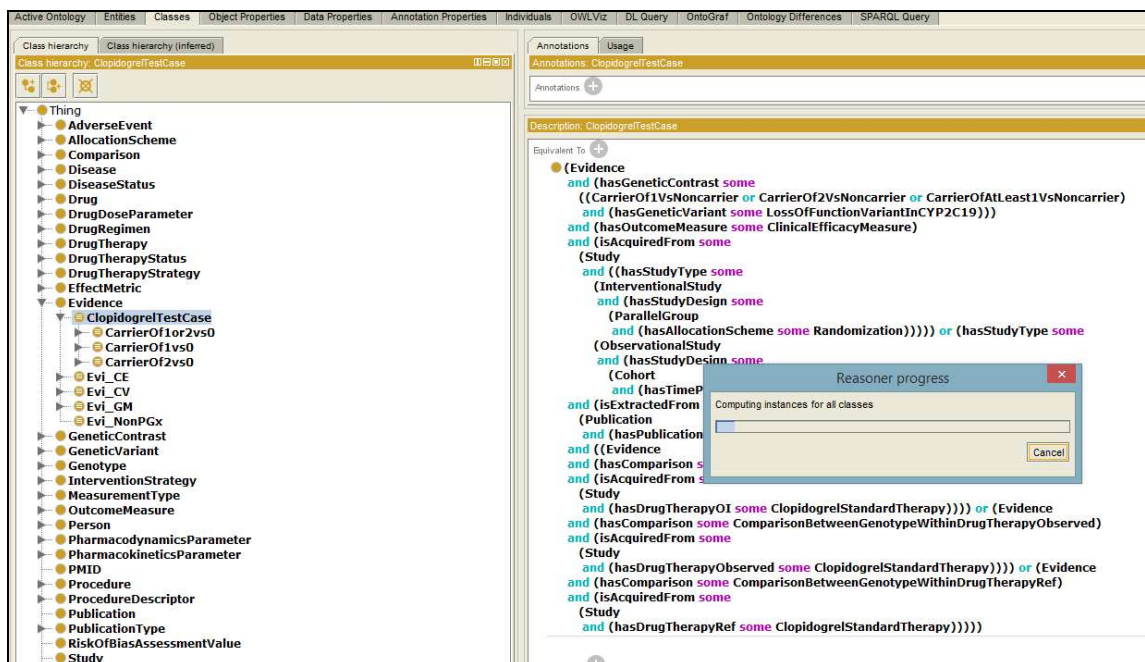 Active Ontology Entities Classes Object Properties Data Properties Annotation Properties Individuals OWLViz DL Query OntoGraf Ontology Differences SPARQL Query
Class hierarchy Class hierarchy (inferred)
Class hierarchy: ClopidogrelTestCase
Thing
AdverseEvent
AllocationScheme
Comparison
Disease
DiseaseStatus
Drug
DrugDoseParameter
DrugRegimen
DrugTherapy
DrugTherapyStatus
DrugTherapyStrategy
EffectMetric
Evidence
ClopidogrelTestCase
CarrierOf1or2vs0
CarrierOf1vs0
CarrierOf2vs0
Evi_CE
Evi_CV
Evi_GM
Evi_NonPGx
GeneticContrast
GeneticVariant
Genotype
InterventionStrategy
MeasurementType
OutcomeMeasure
Person
PharmacodynamicsParameter
PharmacokineticsParameter
PMID
Procedure
ProcedureDescriptor
Publication
PublicationType
RiskOfBiasAssessmentValue
Study
Annotations Usage
Annotations: ClopidogrelTestCase
Annotations
Description: ClopidogrelTestCase
Equivalent To
(Evidence
and (hasGeneticContrast some
((CarrierOf1VsNoncarrier or CarrierOf2VsNoncarrier or CarrierOfAtLeast1VsNoncarrier)
and (hasGeneticVariant some LossOfFunctionVariantInCYP2C19)))
and (hasOutcomeMeasure some ClinicalEfficacyMeasure)
and (isAcquiredFrom some
(Study
and ((hasStudyType some
(InterventionalStudy
and (hasStudyDesign some
(ParallelGroup
and (hasAllocationScheme some Randomization))))) or (hasStudyType some
(ObservationalStudy
and (hasStudyDesign some
(Cohort
and (hasTimeP
and (isExtractedFrom
(Publication
and (hasPublication
and ((Evidence
and (hasComparison s
and (isAcquiredFrom s
(Study
and (hasDrugTherapyOI some ClopidogrelStandardTherapy)))) or (Evidence
and (hasComparison some ComparisonBetweenGenotypeWithinDrugTherapyObserved)
and (isAcquiredFrom some
(Study
and (hasDrugTherapyObserved some ClopidogrelStandardTherapy)))) or (Evidence
and (hasComparison some ComparisonBetweenGenotypeWithinDrugTherapyRef)
and (isAcquiredFrom some
(Study
and (hasDrugTherapyRef some ClopidogrelStandardTherapy)))))
Reasoner progress
Computing instances for all classes
Cancel